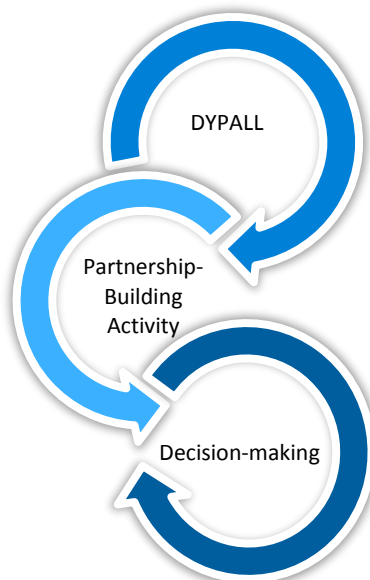 DYPALL
Partnership-
Building
Activity
Decision-making